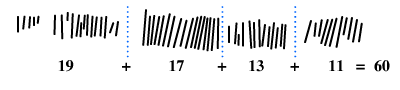 19 + 17 + 13 + 11 = 60